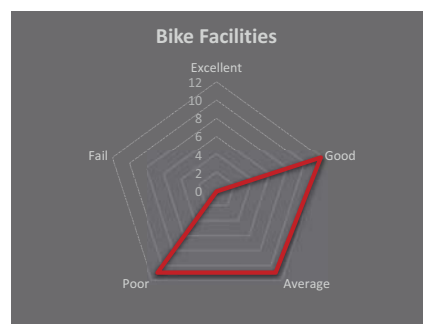 Bike Facilities
Excellent
12
10
8
6
4
2
0
Good
Fail
Poor
Average